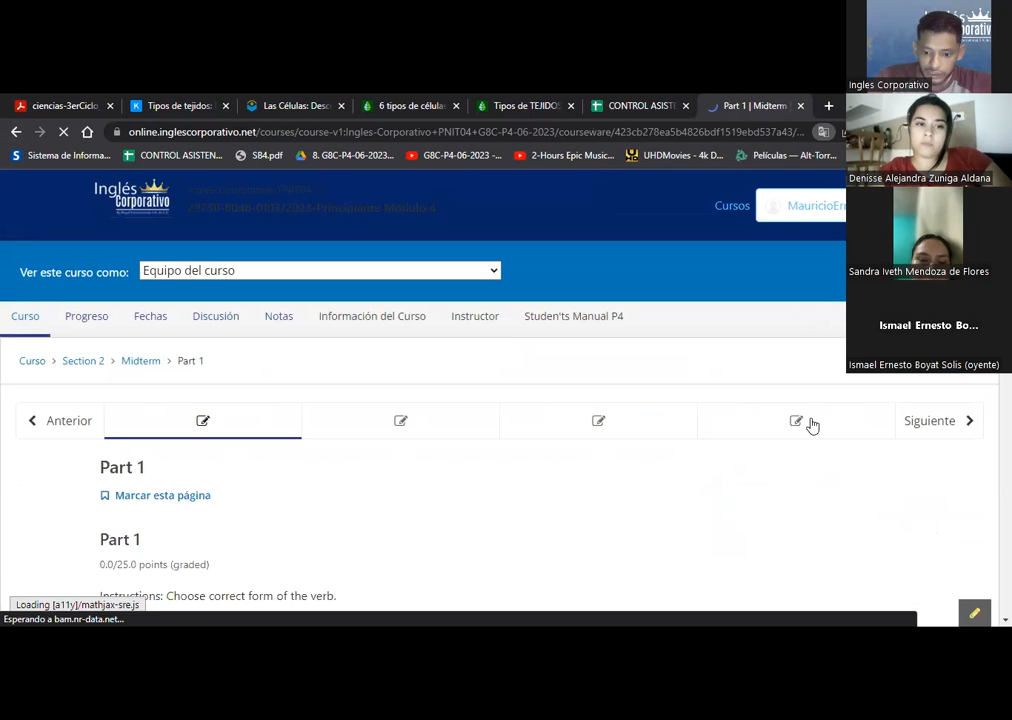 ciencias-3erCiclo
Tipos de tejidos:
Las Células: Desc
6 tipos de célula
Tipos de TEJIDOS
CONTROL ASIST
Part 1 | Midterm
online.inglescorporativo.net/courses/course-v1:Ingles-Corporativo+PNIT04+G8C-P4-06-2023/courseware/423cb278ea5b4826bdf1519ebd537a43/...
Sistema de Informa...
CONTROL ASISTEN...
SB4.pdf
8. G8C-P4-06-2023...
G8C-P4-06-2023 -...
2-Hours Epic Music...
UHDMovies - 4k D...
Películas — Alt-Torr...
Inglés
Corporativo
Cursos
MauricioErr
Ver este curso como:
Equipo del curso
Curso
Progreso
Fechas
Discusión
Notas
Información del Curso
Instructor
Studen'ts Manual P4
Curso > Section 2 > Midterm > Part 1
Anterior
Siguiente
Part 1
Marcar esta página
Part 1
0.0/25.0 points (graded)
Instructions: Choose correct form of the verb.
Loading [a11y]/mathjax-sre.js
Esperando a bam.nr-data.net...
Ingles Corporativo
Denisse Alejandra Zuniga Aldana
Sandra Iveth Mendoza de Flores
Ismael Ernesto Bo...
Ismael Ernesto Boyat Solis (oyente)